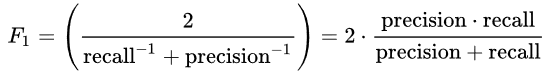 F₁ = (2 / (recall⁻¹ + precision⁻¹)) = 2 · (precision · recall) / (precision + recall)